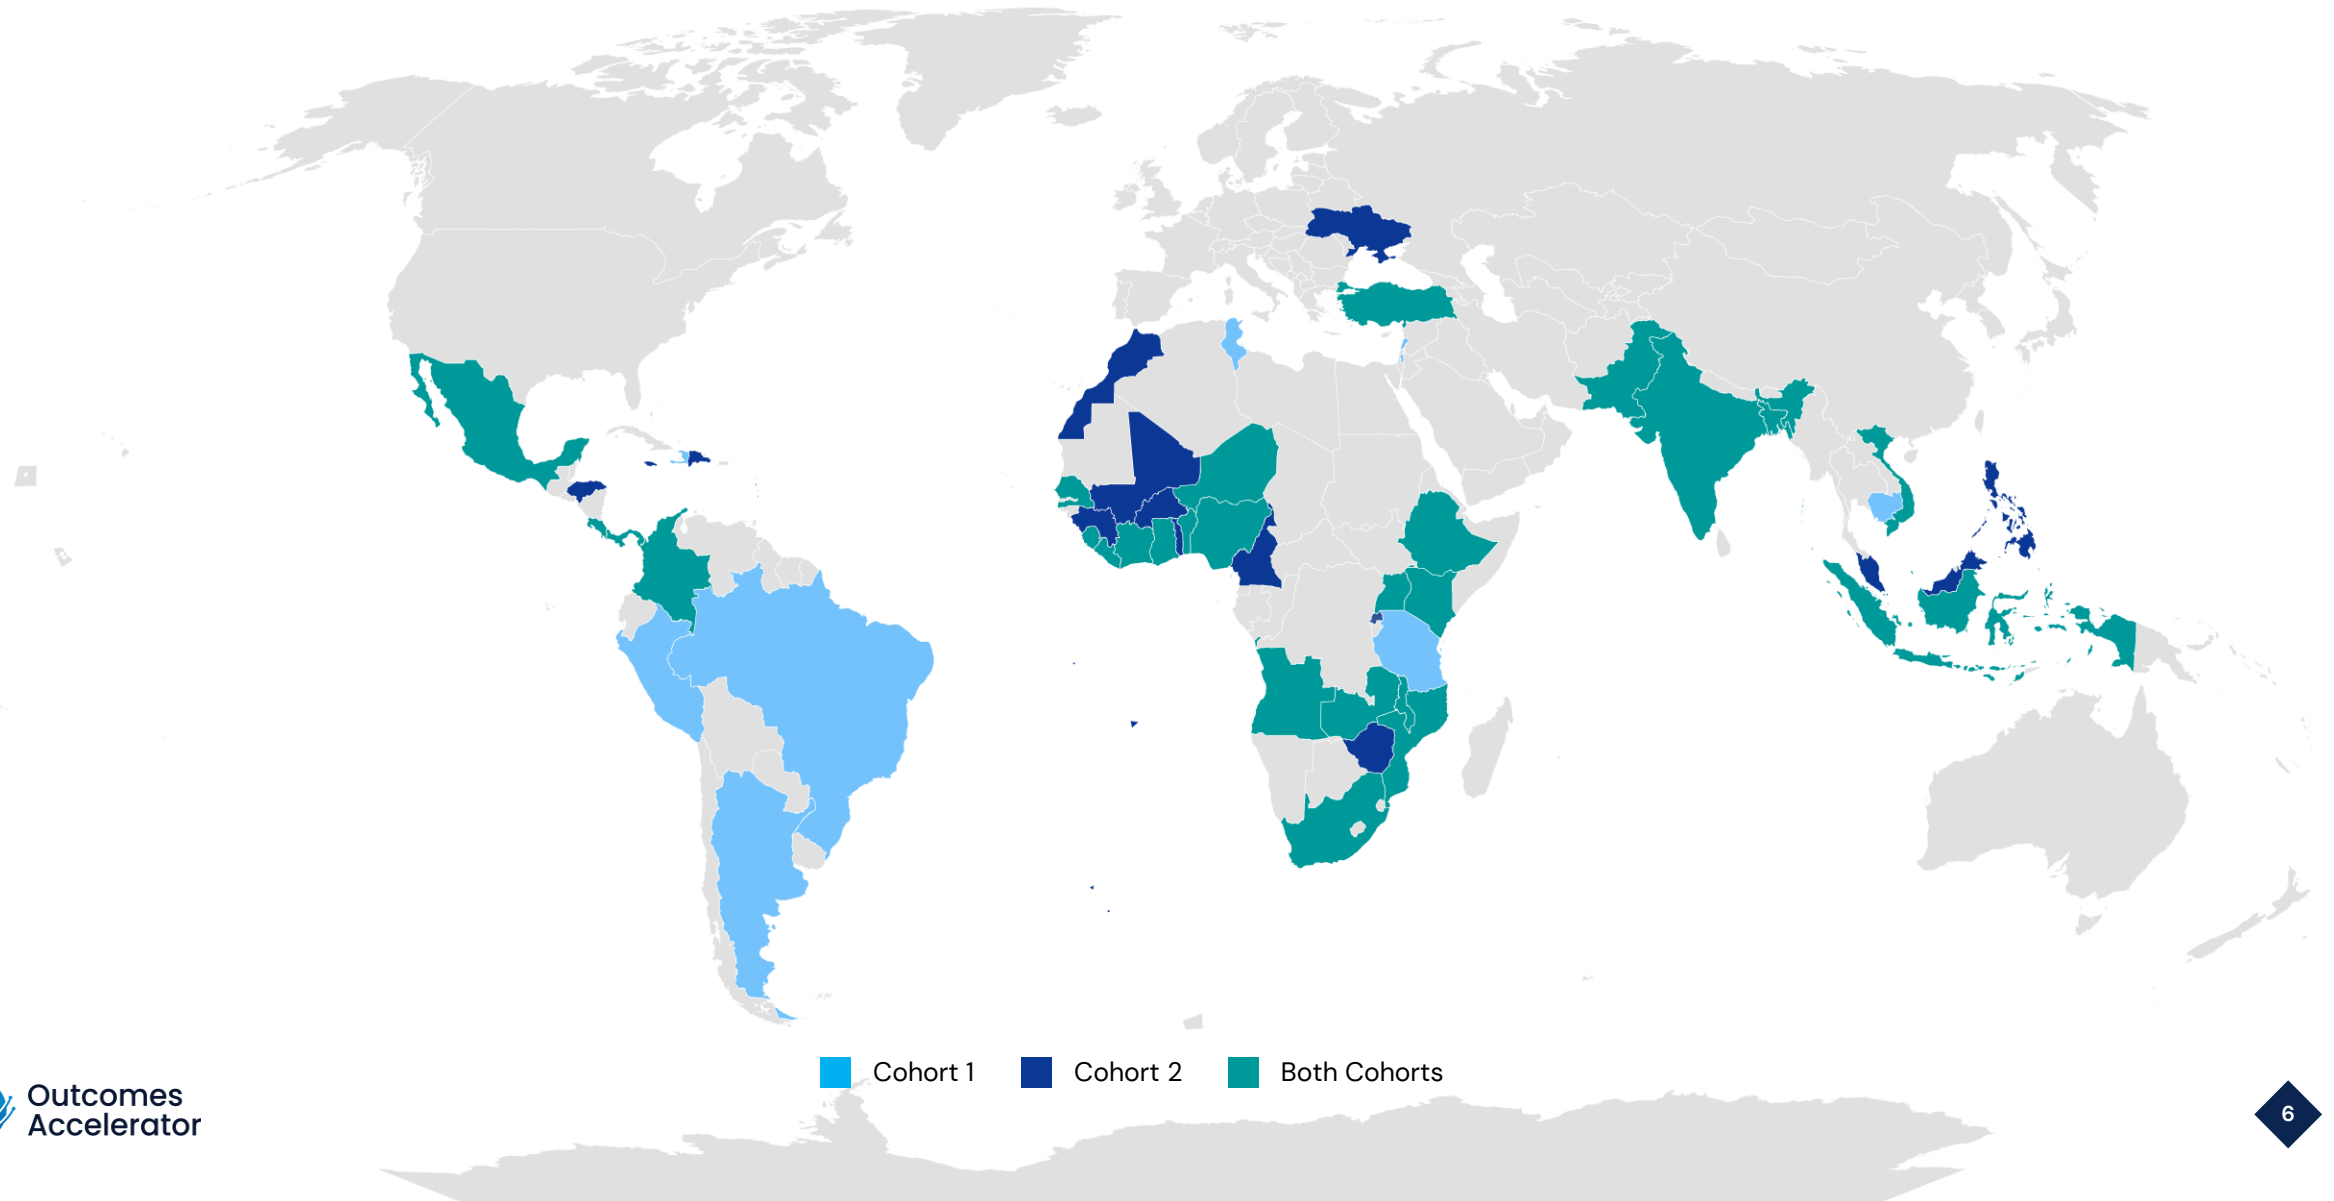 Cohort 1
Cohort 2
Both Cohorts
Outcomes
Accelerator
6